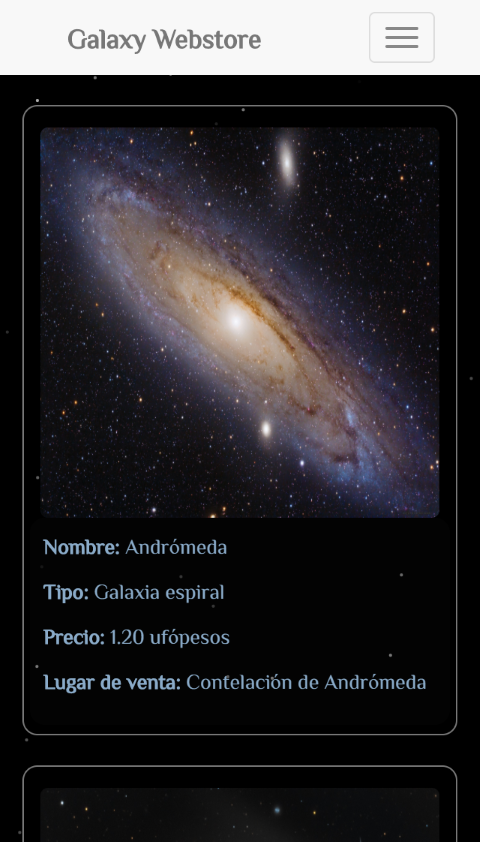 Galaxy Webstore
Nombre: Andrómeda
Tipo: Galaxia espiral
Precio: 1.20 ufópesos
Lugar de venta: Contelación de Andrómeda